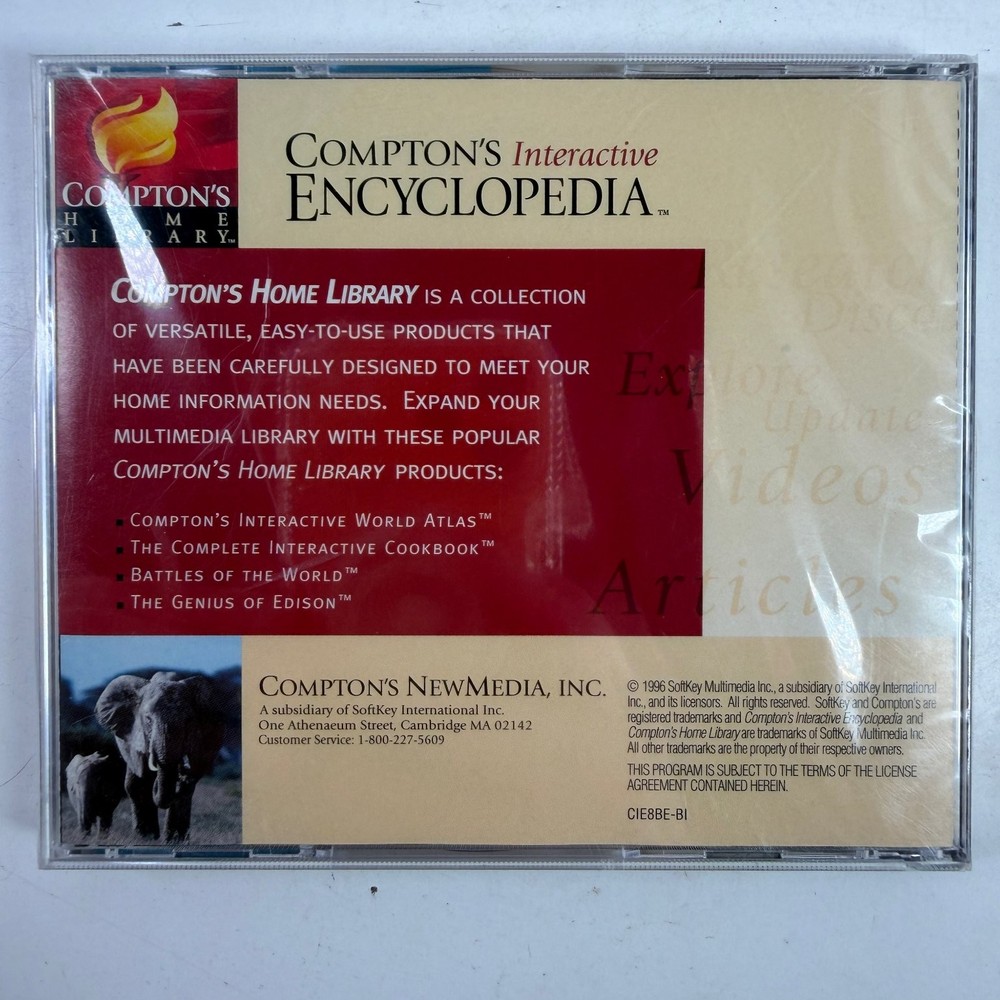 COMPTON'S
HOME
LIBRARY™
COMPTON'S Interactive
ENCYCLOPEDIA™
COMPTON'S HOME LIBRARY IS A COLLECTION
OF VERSATILE, EASY-TO-USE PRODUCTS THAT
HAVE BEEN CAREFULLY DESIGNED TO MEET YOUR
HOME INFORMATION NEEDS. EXPAND YOUR
MULTIMEDIA LIBRARY WITH THESE POPULAR
COMPTON'S HOME LIBRARY PRODUCTS:
▪ COMPTON'S INTERACTIVE WORLD ATLAS™
▪ THE COMPLETE INTERACTIVE COOKBOOK™
▪ BATTLES OF THE WORLD™
▪ THE GENIUS OF EDISON™
Explore
Update
Videos
Articles
COMPTON'S NEWMEDIA, INC.
A subsidiary of SoftKey International Inc.
One Athenaeum Street, Cambridge MA 02142
Customer Service: 1-800-227-5609
© 1996 SoftKey Multimedia Inc., a subsidiary of SoftKey International
Inc., and its licensors. All rights reserved. SoftKey and Compton's are
registered trademarks and Compton's Interactive Encyclopedia and
Compton's Home Library are trademarks of SoftKey Multimedia Inc.
All other trademarks are the property of their respective owners.
THIS PROGRAM IS SUBJECT TO THE TERMS OF THE LICENSE
AGREEMENT CONTAINED HEREIN.
CIE8BE-BI